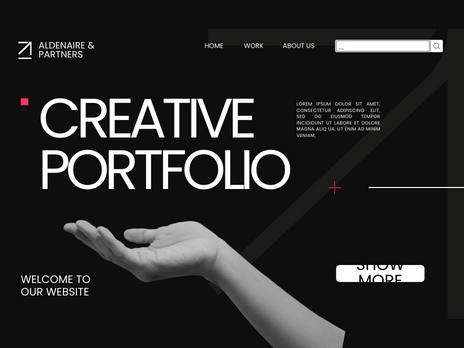 ALDENAIRE &
PARTNERS
HOME WORK ABOUT US
...
CREATIVE
PORTFOLIO
LOREM IPSUM DOLOR SIT AMET,
CONSECTETUR ADIPISCING ELIT,
SED DO EIUSMOD TEMPOR
INCIDIDUNT UT LABORE ET DOLORE
MAGNA ALIQ UA. UT ENIM AD MINIM
VENIAM,
SHOW
MORE
WELCOME TO
OUR WEBSITE